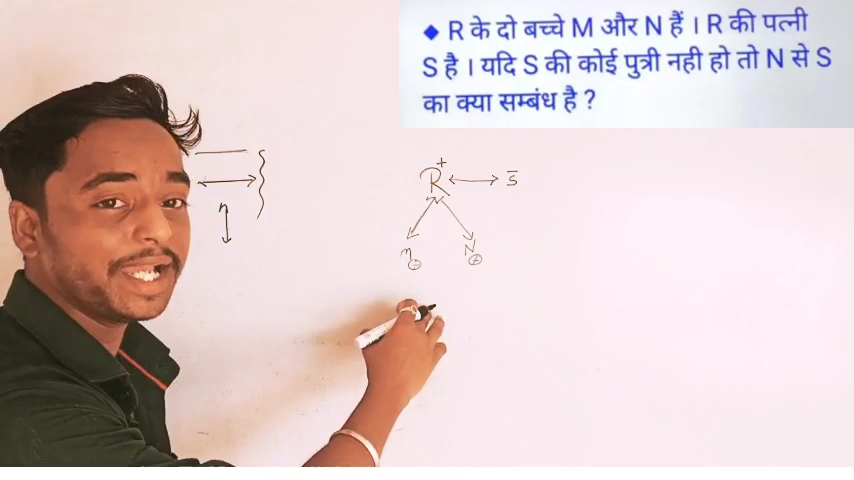 ◆ R के दो बच्चे M और N हैं । R की पत्नी
S है । यदि S की कोई पुत्री नही हो तो N से S
का क्या सम्बंध है ?
R+ ↔ S̄
η
M ⊕ N ⊕